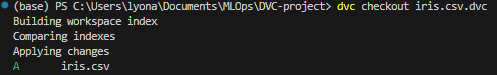 (base) PS C:\Users\lyona\Documents\MLOps\DVC-project> dvc checkout iris.csv.dvc
Building workspace index
Comparing indexes
Applying changes
A       iris.csv